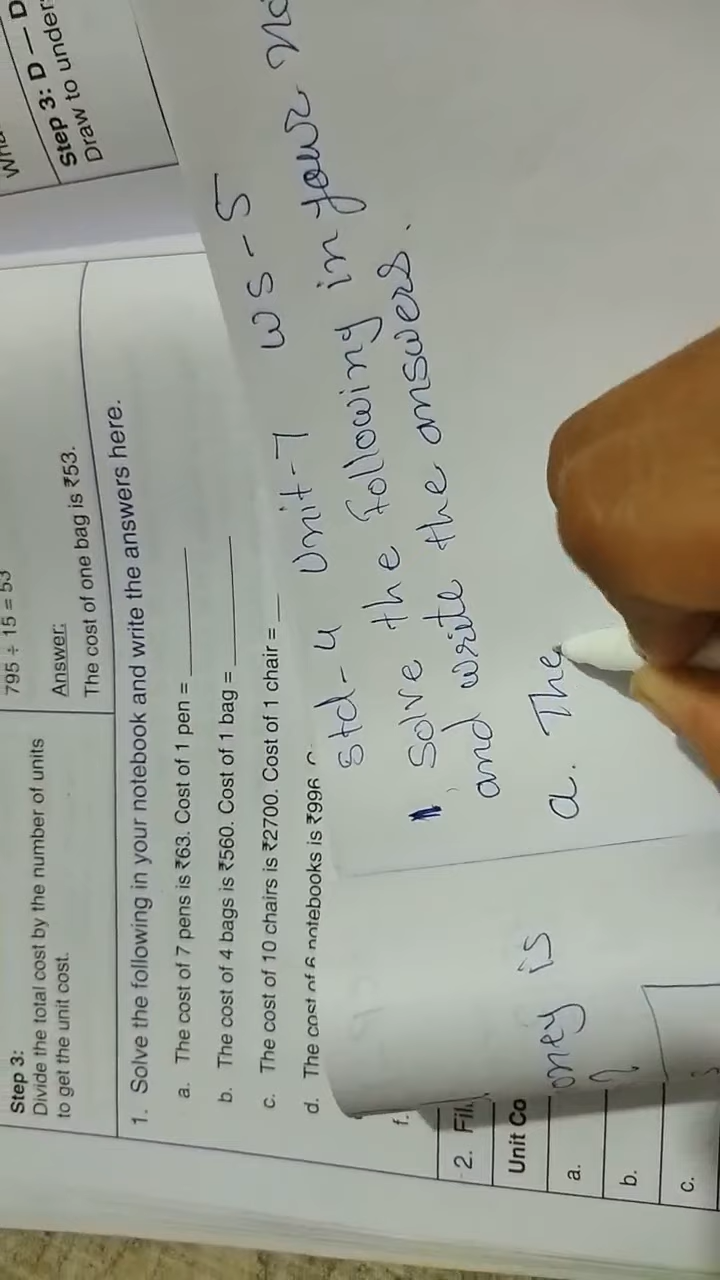 Step 3: D — D
Draw to under
Step 3:
Divide the total cost by the number of units
to get the unit cost.
795 ÷ 15 = 53
Answer:
The cost of one bag is ₹53.
1. Solve the following in your notebook and write the answers here.
a. The cost of 7 pens is ₹63. Cost of 1 pen =
b. The cost of 4 bags is ₹560. Cost of 1 bag =
c. The cost of 10 chairs is ₹2700. Cost of 1 chair =
d. The cost of 6 notebooks is ₹996
f.
2. Fill
Unit Co
a.
b.
c.
Std-4 Unit-7 WS-5
1, Solve the following in your no
and write the answers.
a. The
oney is